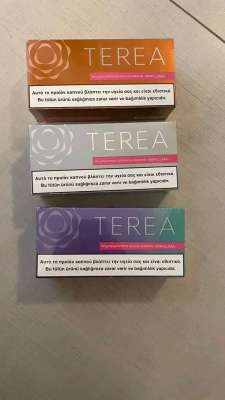 TEREA
Αυτό το προϊόν καπνού βλάπτει την υγεία σας και είναι εθιστικό.
Bu tütün ürünü sağlığınıza zarar verir ve bağımlılık yapıcıdır.
TEREA
Αυτό το προϊόν καπνού βλάπτει την υγεία σας και είναι εθιστικό.
Bu tütün ürünü sağlığınıza zarar verir ve bağımlılık yapıcıdır.
TEREA
Αυτό το προϊόν καπνού βλάπτει την υγεία σας και είναι εθιστικό.
Bu tütün ürünü sağlığınıza zarar verir ve bağımlılık yapıcıdır.